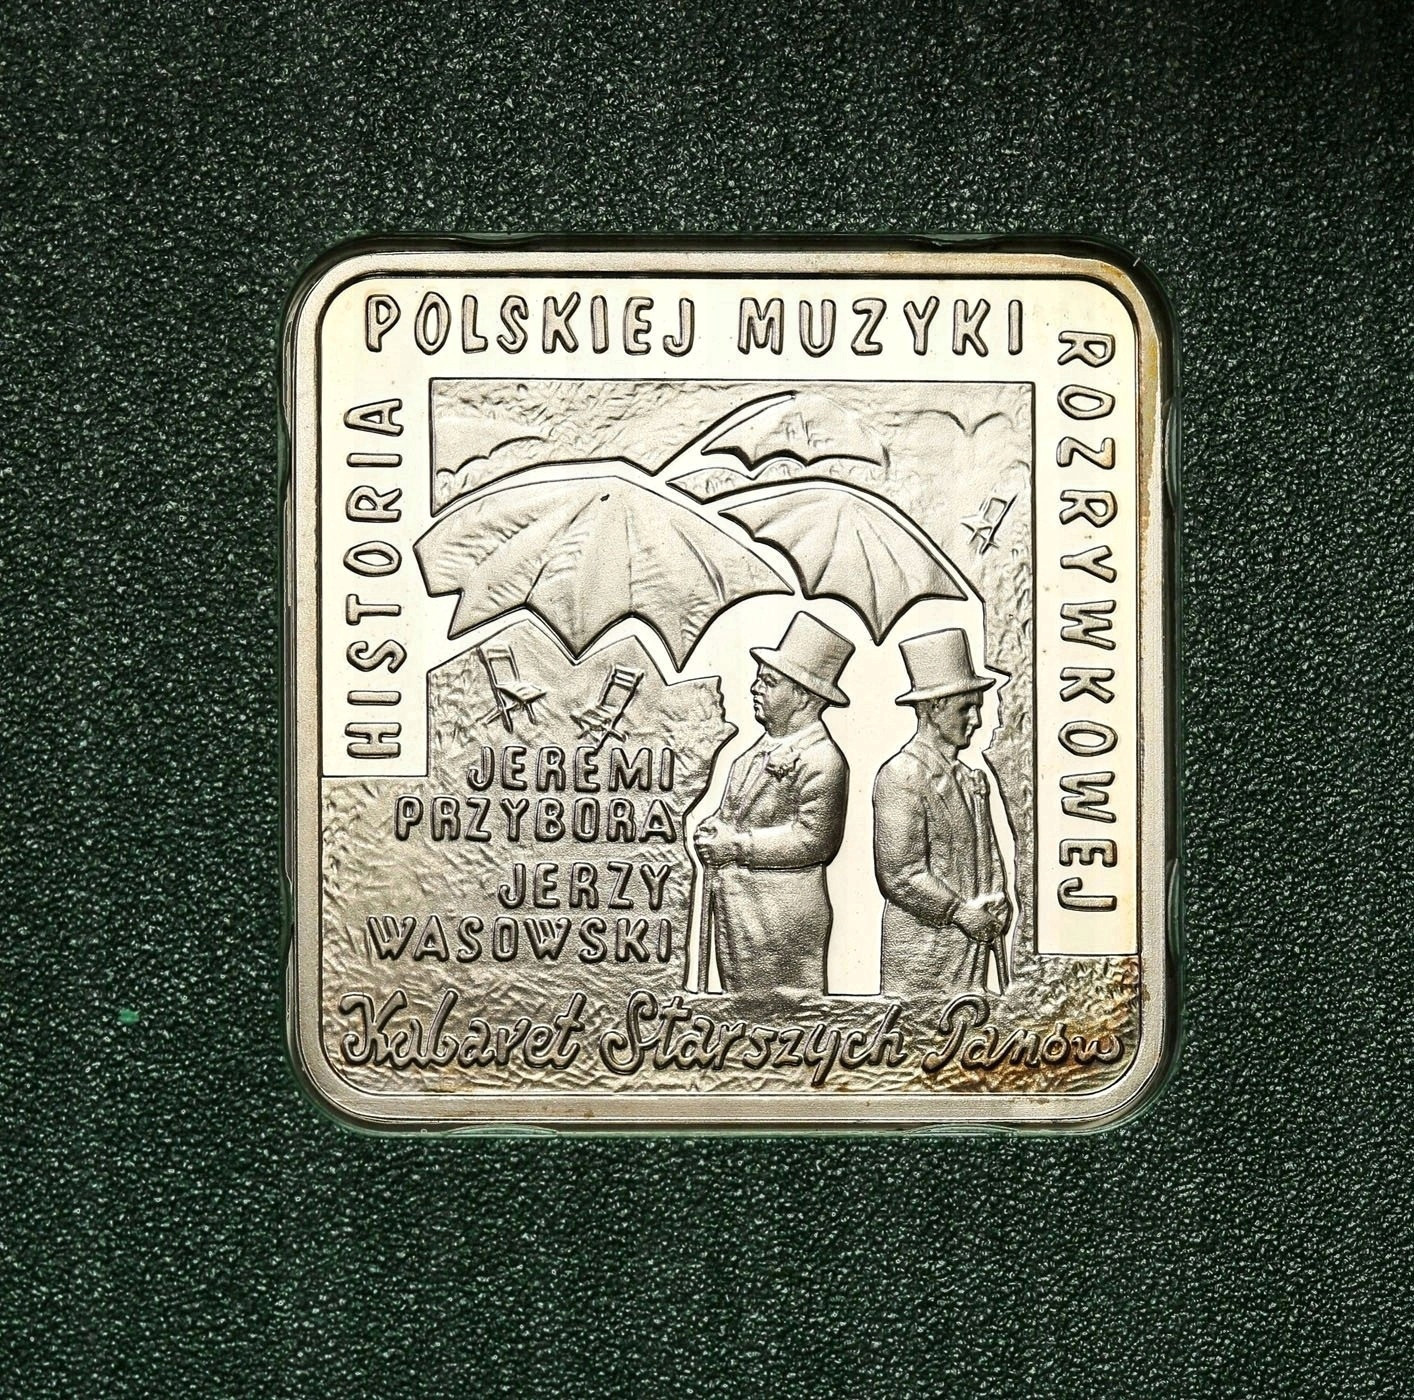 HISTORIA
POLSKIEJ MUZYKI
ROZRYWKOWEJ
JEREMI
PRZYBORA
JERZY
WASOWSKI
Kabaret Starszych Panów